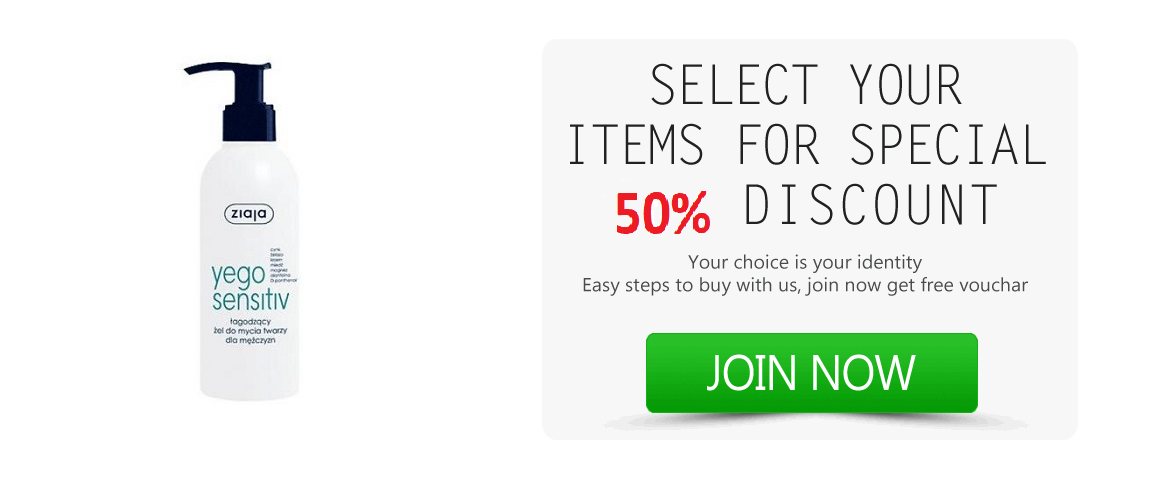 ziaja
yego
sensitiv
łagodzący
żel do mycia twarzy
dla mężczyzn
SELECT YOUR
ITEMS FOR SPECIAL
50% DISCOUNT
Your choice is your identity
Easy steps to buy with us, join now get free vouchar
JOIN NOW